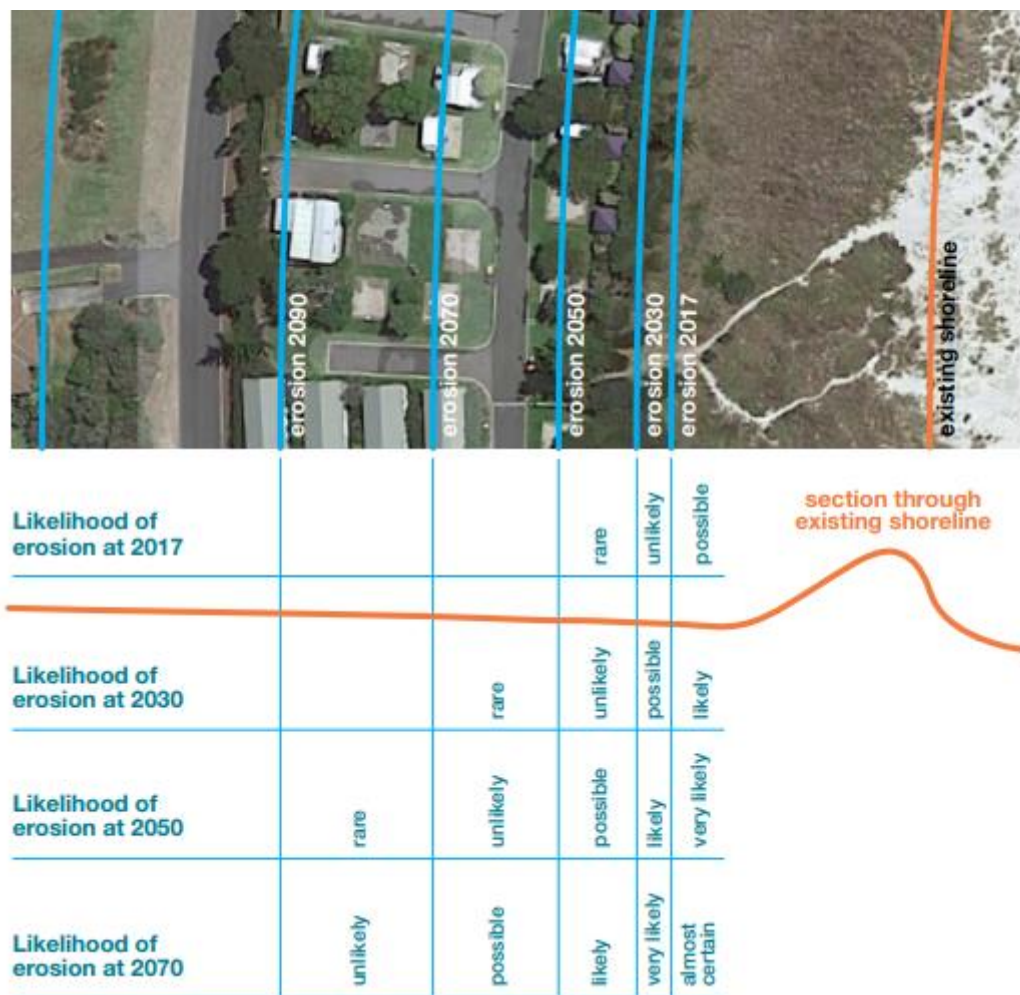 erosion 2090
erosion 2070
erosion 2050
erosion 2030
erosion 2017
existing shoreline
section through
existing shoreline
Likelihood of
erosion at 2017
rare
unlikely
possible
Likelihood of
erosion at 2030
rare
unlikely
possible
likely
Likelihood of
erosion at 2050
rare
unlikely
possible
likely
very likely
Likelihood of
erosion at 2070
unlikely
possible
likely
very likely
almost
certain